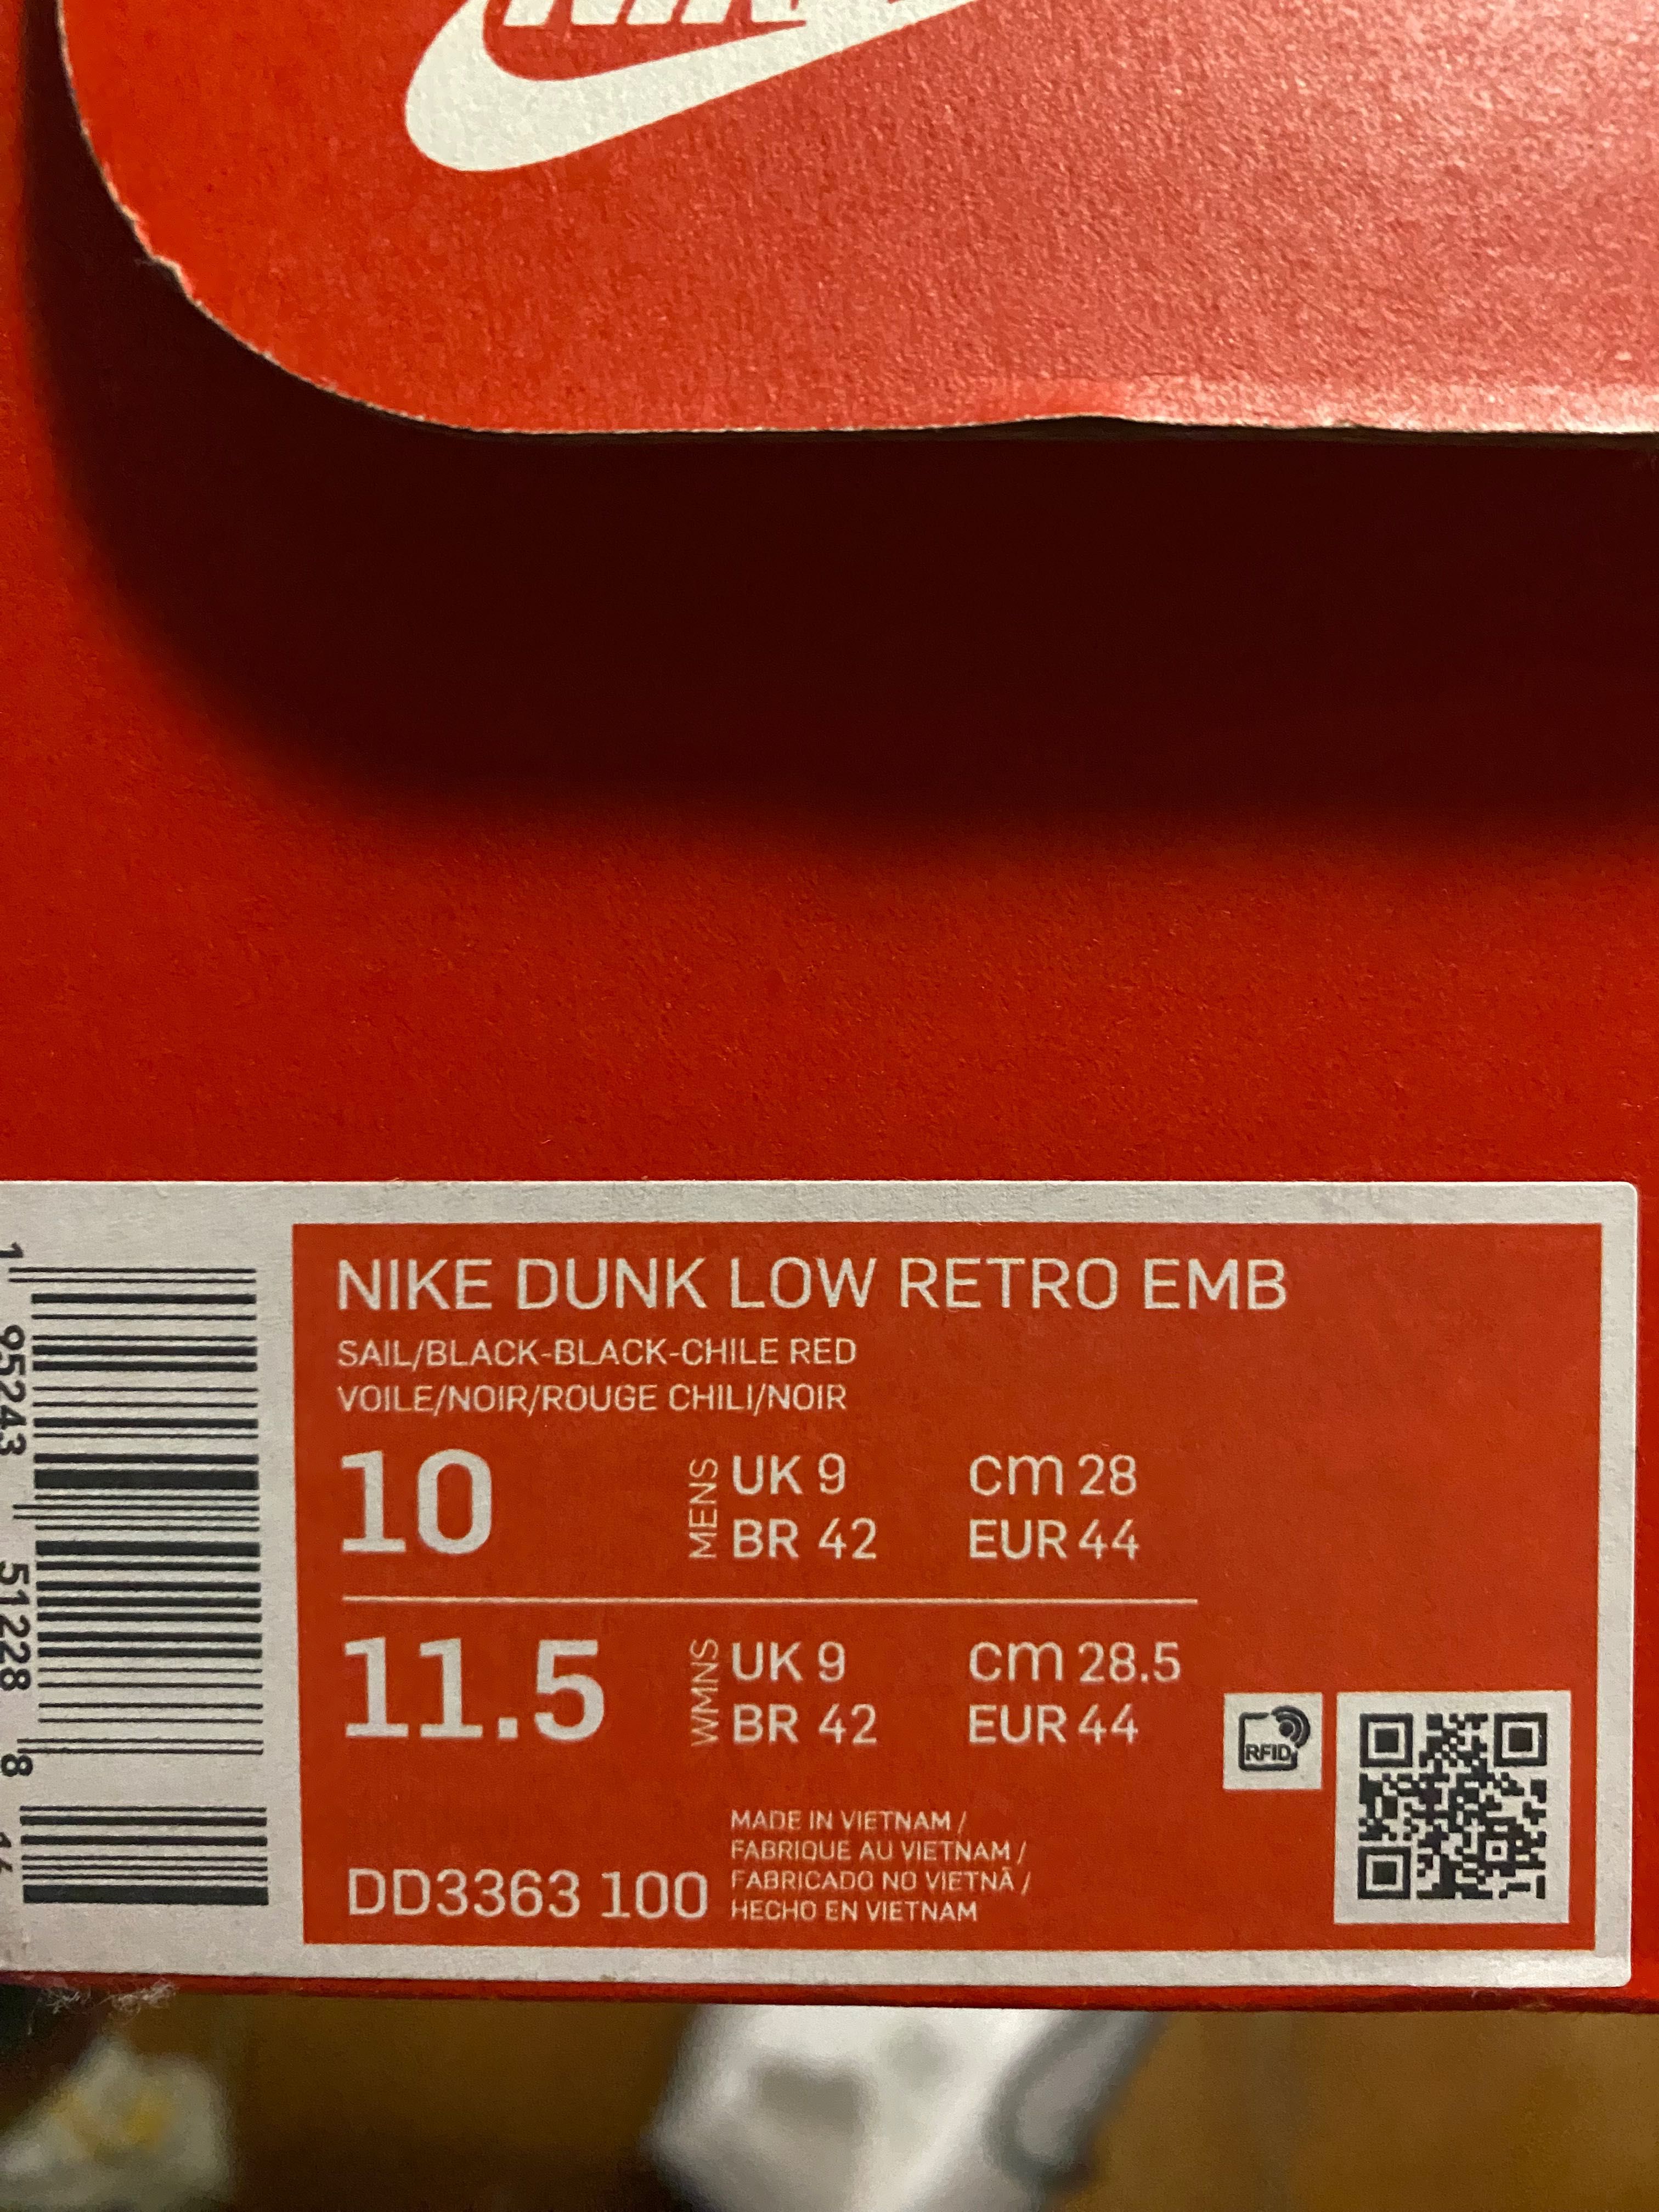 NIKE
NIKE DUNK LOW RETRO EMB
SAIL/BLACK-BLACK-CHILE RED
VOILE/NOIR/ROUGE CHILI/NOIR
10
MENS
UK 9 cm 28
BR 42 EUR 44
11.5
WMNS
UK 9 cm 28.5
BR 42 EUR 44
RFID
DD3363 100
MADE IN VIETNAM /
FABRIQUE AU VIETNAM /
FABRICADO NO VIETNÃ /
HECHO EN VIETNAM
1 95243 51228 8